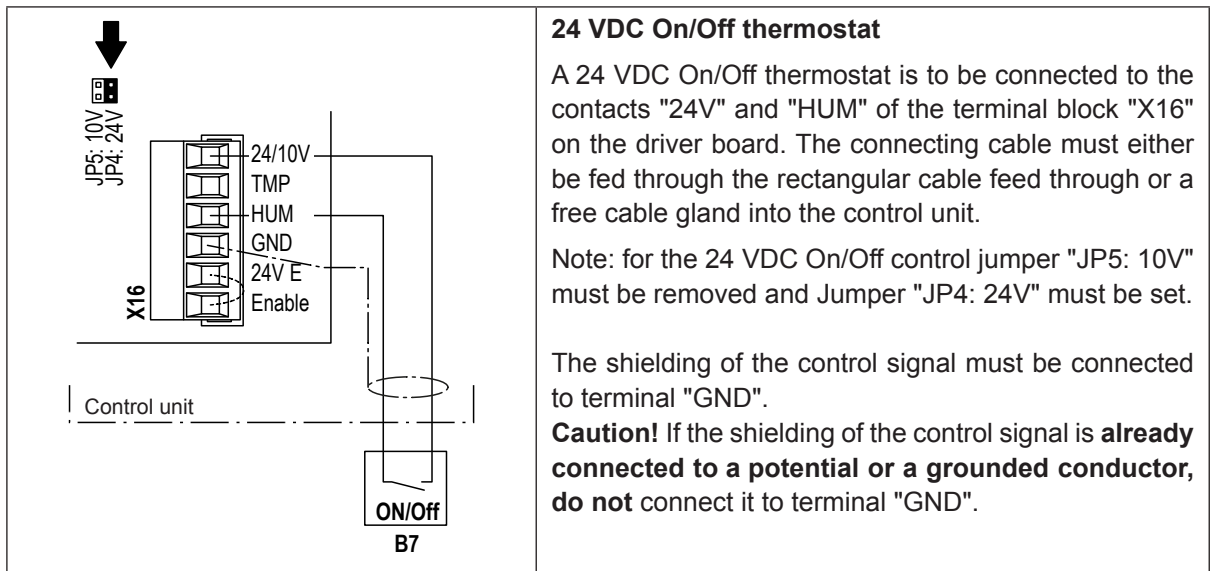 JP5: 10V
JP4: 24V
24/10V
TMP
HUM
GND
24V E
Enable
X16
Control unit
ON/Off
B7
24 VDC On/Off thermostat
A 24 VDC On/Off thermostat is to be connected to the
contacts "24V" and "HUM" of the terminal block "X16"
on the driver board. The connecting cable must either
be fed through the rectangular cable feed through or a
free cable gland into the control unit.
Note: for the 24 VDC On/Off control jumper "JP5: 10V"
must be removed and Jumper "JP4: 24V" must be set.
The shielding of the control signal must be connected
to terminal "GND".
Caution! If the shielding of the control signal is already
connected to a potential or a grounded conductor,
do not connect it to terminal "GND".